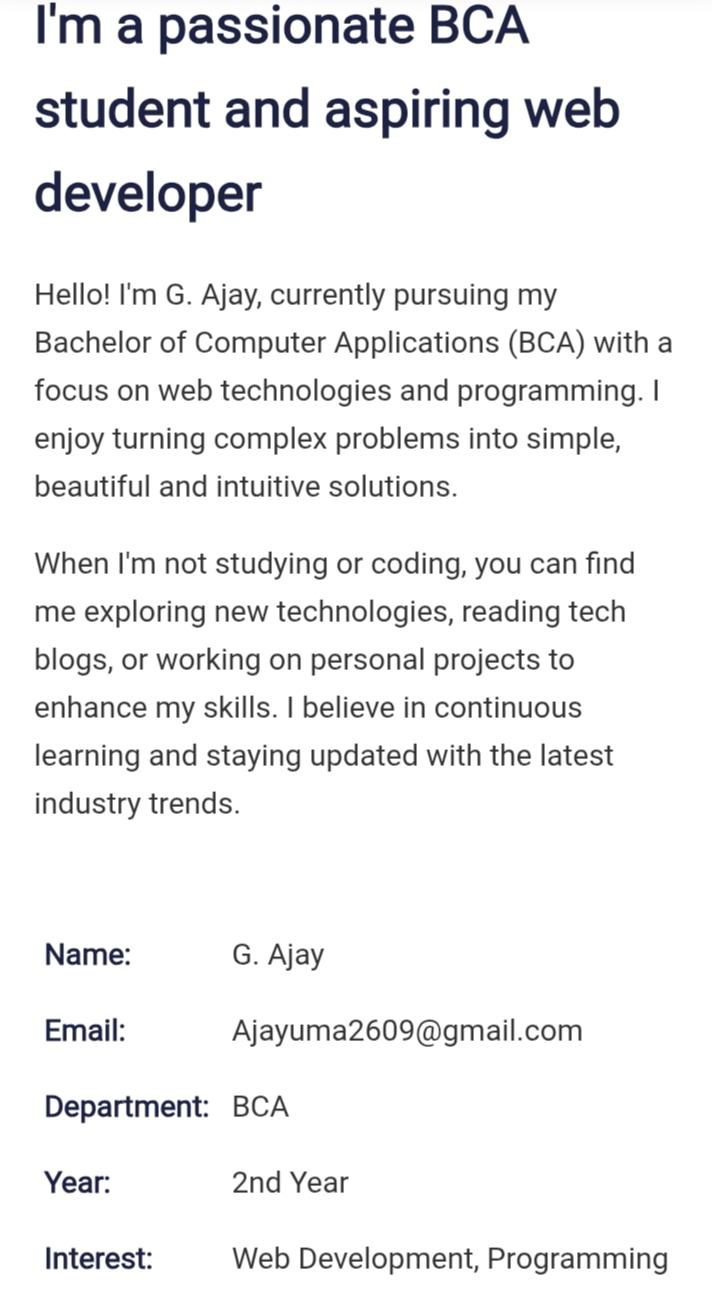 I'm a passionate BCA
student and aspiring web
developer
Hello! I'm G. Ajay, currently pursuing my
Bachelor of Computer Applications (BCA) with a
focus on web technologies and programming. I
enjoy turning complex problems into simple,
beautiful and intuitive solutions.
When I'm not studying or coding, you can find
me exploring new technologies, reading tech
blogs, or working on personal projects to
enhance my skills. I believe in continuous
learning and staying updated with the latest
industry trends.
Name: G. Ajay
Email: Ajayuma2609@gmail.com
Department: BCA
Year: 2nd Year
Interest: Web Development, Programming